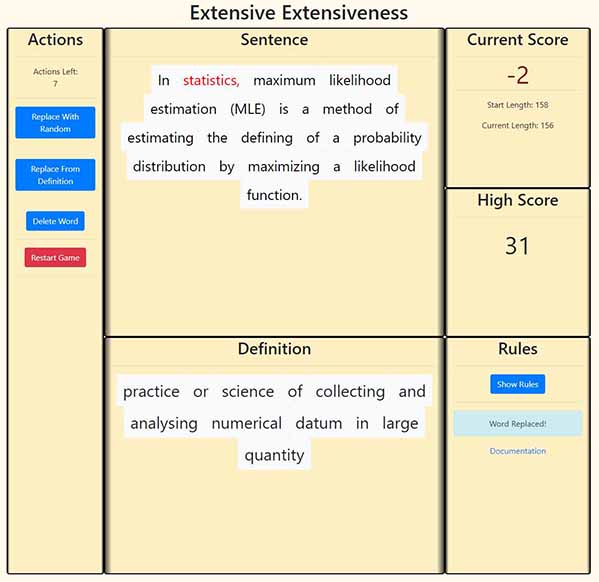 Extensive Extensiveness
Actions
Actions Left:
7
Replace With
Random
Replace From
Definition
Delete Word
Restart Game
Sentence
In statistics, maximum likelihood
estimation (MLE) is a method of
estimating the defining of a probability
distribution by maximizing a likelihood
function.
Definition
practice or science of collecting and
analysing numerical datum in large
quantity
Current Score
-2
Start Length: 158
Current Length: 156
High Score
31
Rules
Show Rules
Word Replaced!
Documentation